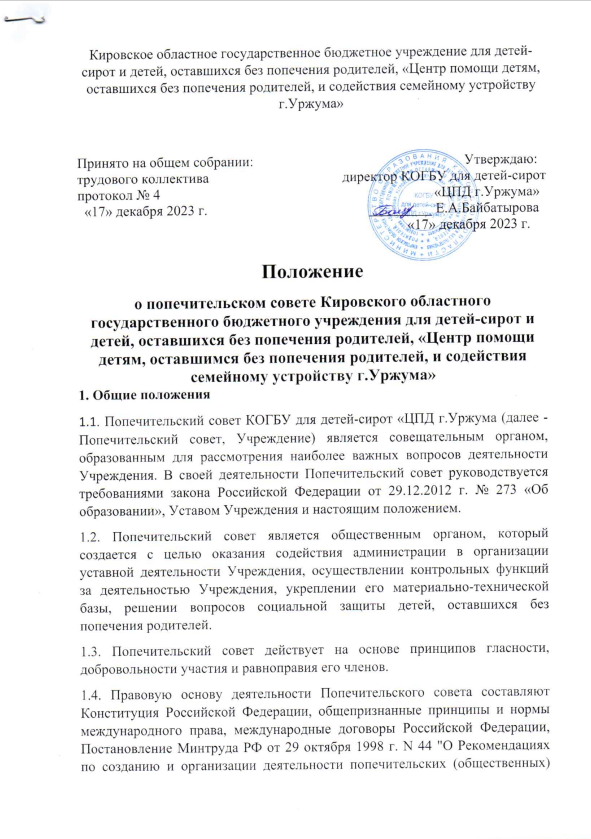 Кировское областное государственное бюджетное учреждение для детей-
сирот и детей, оставшихся без попечения родителей, «Центр помощи детям,
оставшихся без попечения родителей, и содействия семейному устройству
г.Уржума»
Принято на общем собрании:
трудового коллектива
протокол № 4
«17» декабря 2023 г.
Утверждаю:
директор КОГБУ для детей-сирот
«ЦПД г.Уржума»
Е.А.Байбатырова
«17» декабря 2023 г.
Положение
о попечительском совете Кировского областного
государственного бюджетного учреждения для детей-сирот и
детей, оставшихся без попечения родителей, «Центр помощи
детям, оставшимся без попечения родителей, и содействия
семейному устройству г.Уржума»
1. Общие положения
1.1. Попечительский совет КОГБУ для детей-сирот «ЦПД г.Уржума (далее -
Попечительский совет, Учреждение) является совещательным органом,
образованным для рассмотрения наиболее важных вопросов деятельности
Учреждения. В своей деятельности Попечительский совет руководствуется
требованиями закона Российской Федерации от 29.12.2012 г. № 273 «Об
образовании», Уставом Учреждения и настоящим положением.
1.2. Попечительский совет является общественным органом, который
создается с целью оказания содействия администрации в организации
уставной деятельности Учреждения, осуществлении контрольных функций
за деятельностью Учреждения, укреплении его материально-технической
базы, решении вопросов социальной защиты детей, оставшихся без
попечения родителей.
1.3. Попечительский совет действует на основе принципов гласности,
добровольности участия и равноправия его членов.
1.4. Правовую основу деятельности Попечительского совета составляют
Конституция Российской Федерации, общепризнанные принципы и нормы
международного права, международные договоры Российской Федерации,
Постановление Минтруда РФ от 29 октября 1998 г. N 44 "О Рекомендациях
по созданию и организации деятельности попечительских (общественных)